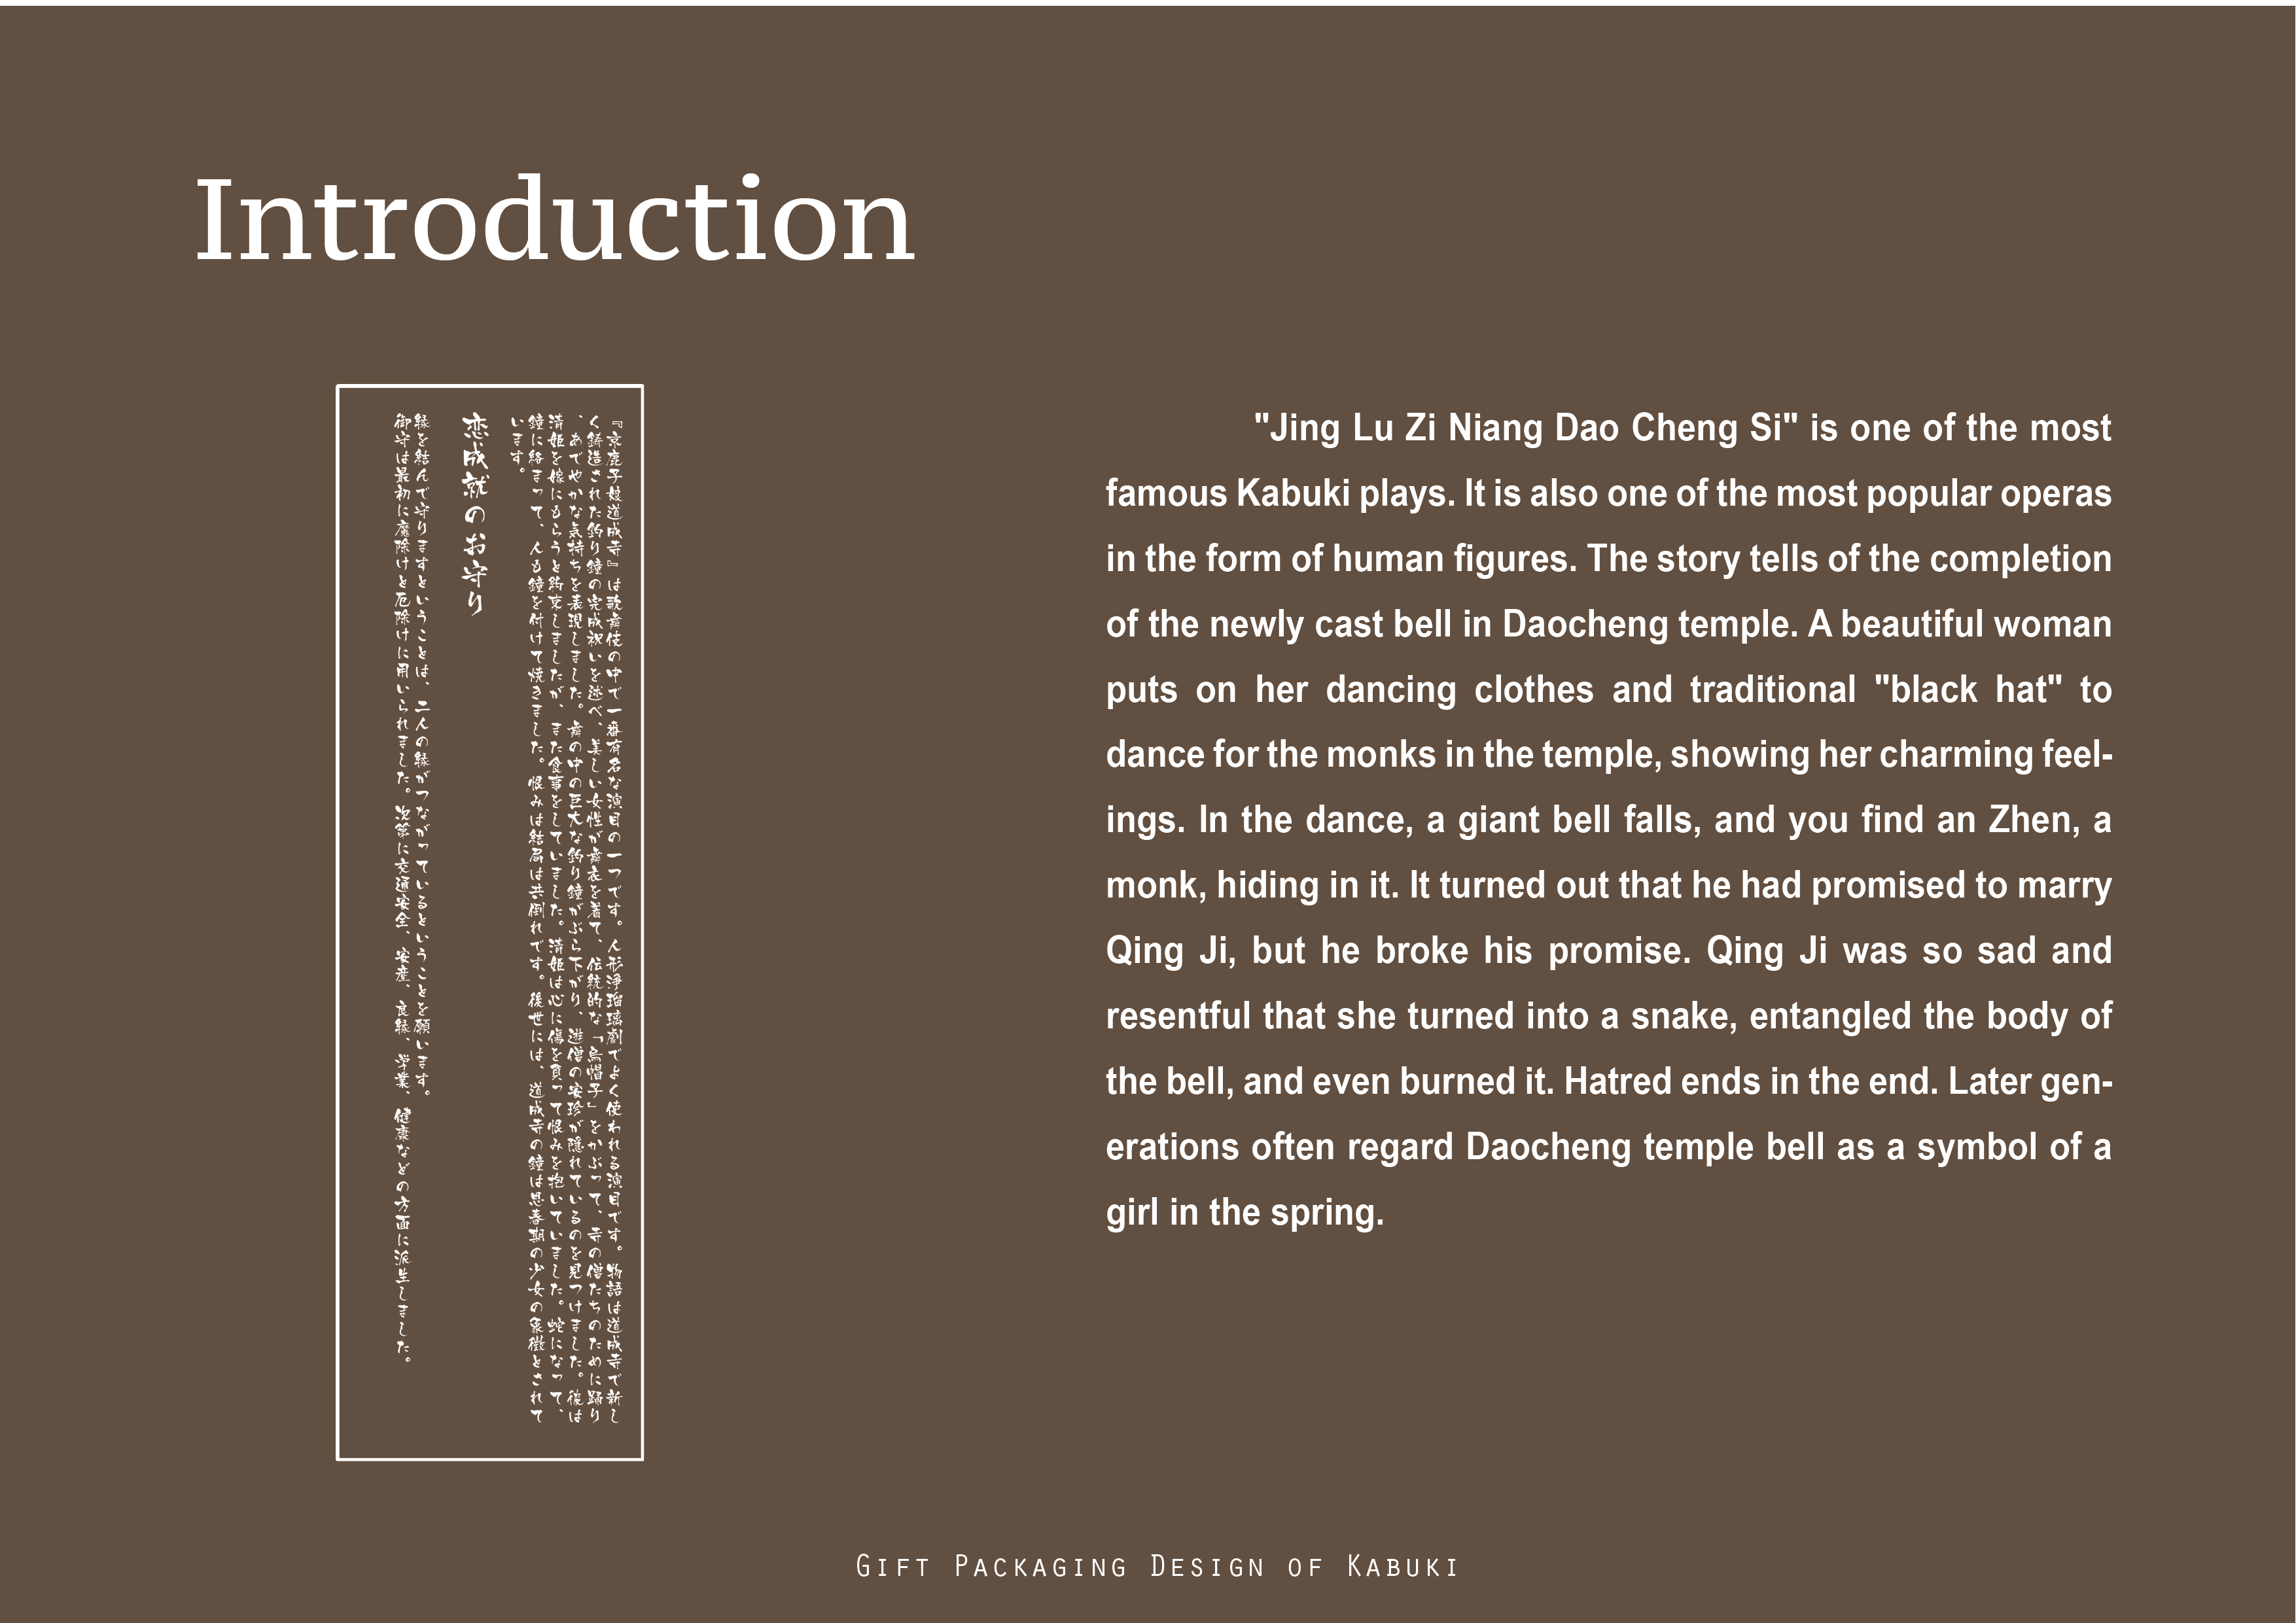 Introduction
『京鹿子娘道成寺』は歌舞伎の中で一番有名な演目の一つです。人形浄瑠璃劇でよく使われる演目です。物語は道成寺で新し
く鋳造された釣り鐘の完成祝いを述べ、美しい女性が舞衣を着て、伝統的な「烏帽子」をかぶって、寺の僧たちのために踊り
、あでやかな気持ちを表現しました。舞の中の巨大な釣り鐘がぶら下がり、遊僧の安珍が隠れているのを見つけました。彼は
清姫を嫁にもらうと約束しましたが、また食事をしていました。清姫は心に傷を負って恨みを抱いていました。蛇になって、
鐘に絡まって、人も鐘を付けて焼きました。恨みは結局は共倒れです。後世には、道成寺の鐘は思春期の少女の象徴とされて
います。
恋成就のお守り
縁を結んで守りますということは、二人の縁がつながっているということを願います。
御守は最初に魔除けと厄除けに用いられました。次第に交通安全、安産、良縁、学業、健康などの方面に派生しました。
"Jing Lu Zi Niang Dao Cheng Si" is one of the most
famous Kabuki plays. It is also one of the most popular operas
in the form of human figures. The story tells of the completion
of the newly cast bell in Daocheng temple. A beautiful woman
puts on her dancing clothes and traditional "black hat" to
dance for the monks in the temple, showing her charming feel-
ings. In the dance, a giant bell falls, and you find an Zhen, a
monk, hiding in it. It turned out that he had promised to marry
Qing Ji, but he broke his promise. Qing Ji was so sad and
resentful that she turned into a snake, entangled the body of
the bell, and even burned it. Hatred ends in the end. Later gen-
erations often regard Daocheng temple bell as a symbol of a
girl in the spring.
Gift Packaging Design of Kabuki